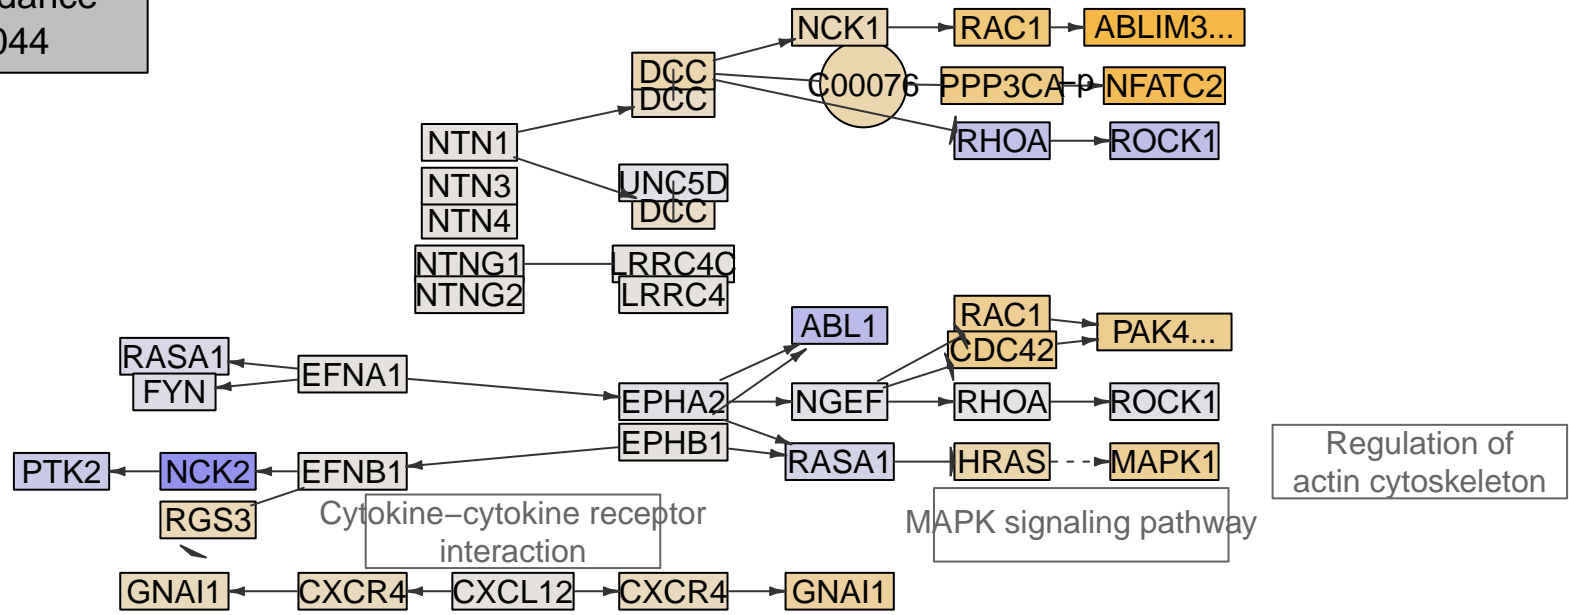 044
NCK1
RAC1
ABLIM3...
DCC
DCC
C00076
PPP3CA
-p
NFATC2
NTN1
RHOA
ROCK1
NTN3
NTN4
UNC5D
DCC
NTNG1
LRRC4C
NTNG2
LRRC4
ABL1
RAC1
CDC42
PAK4...
RASA1
FYN
EFNA1
EPHA2
NGEF
RHOA
ROCK1
EPHB1
RASA1
HRAS
MAPK1
Regulation of
actin cytoskeleton
PTK2
NCK2
EFNB1
RGS3
Cytokine−cytokine receptor
interaction
MAPK signaling pathway
GNAI1
CXCR4
CXCL12
CXCR4
GNAI1